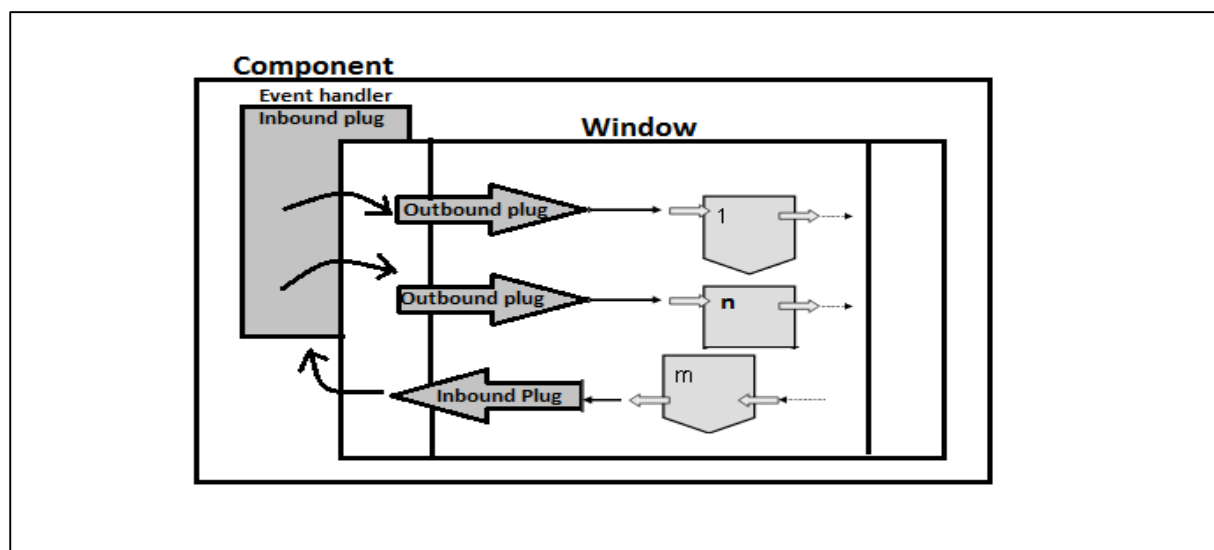 Component
Event handler
Inbound plug
Window
Outbound plug
1
Outbound plug
n
Inbound Plug
m